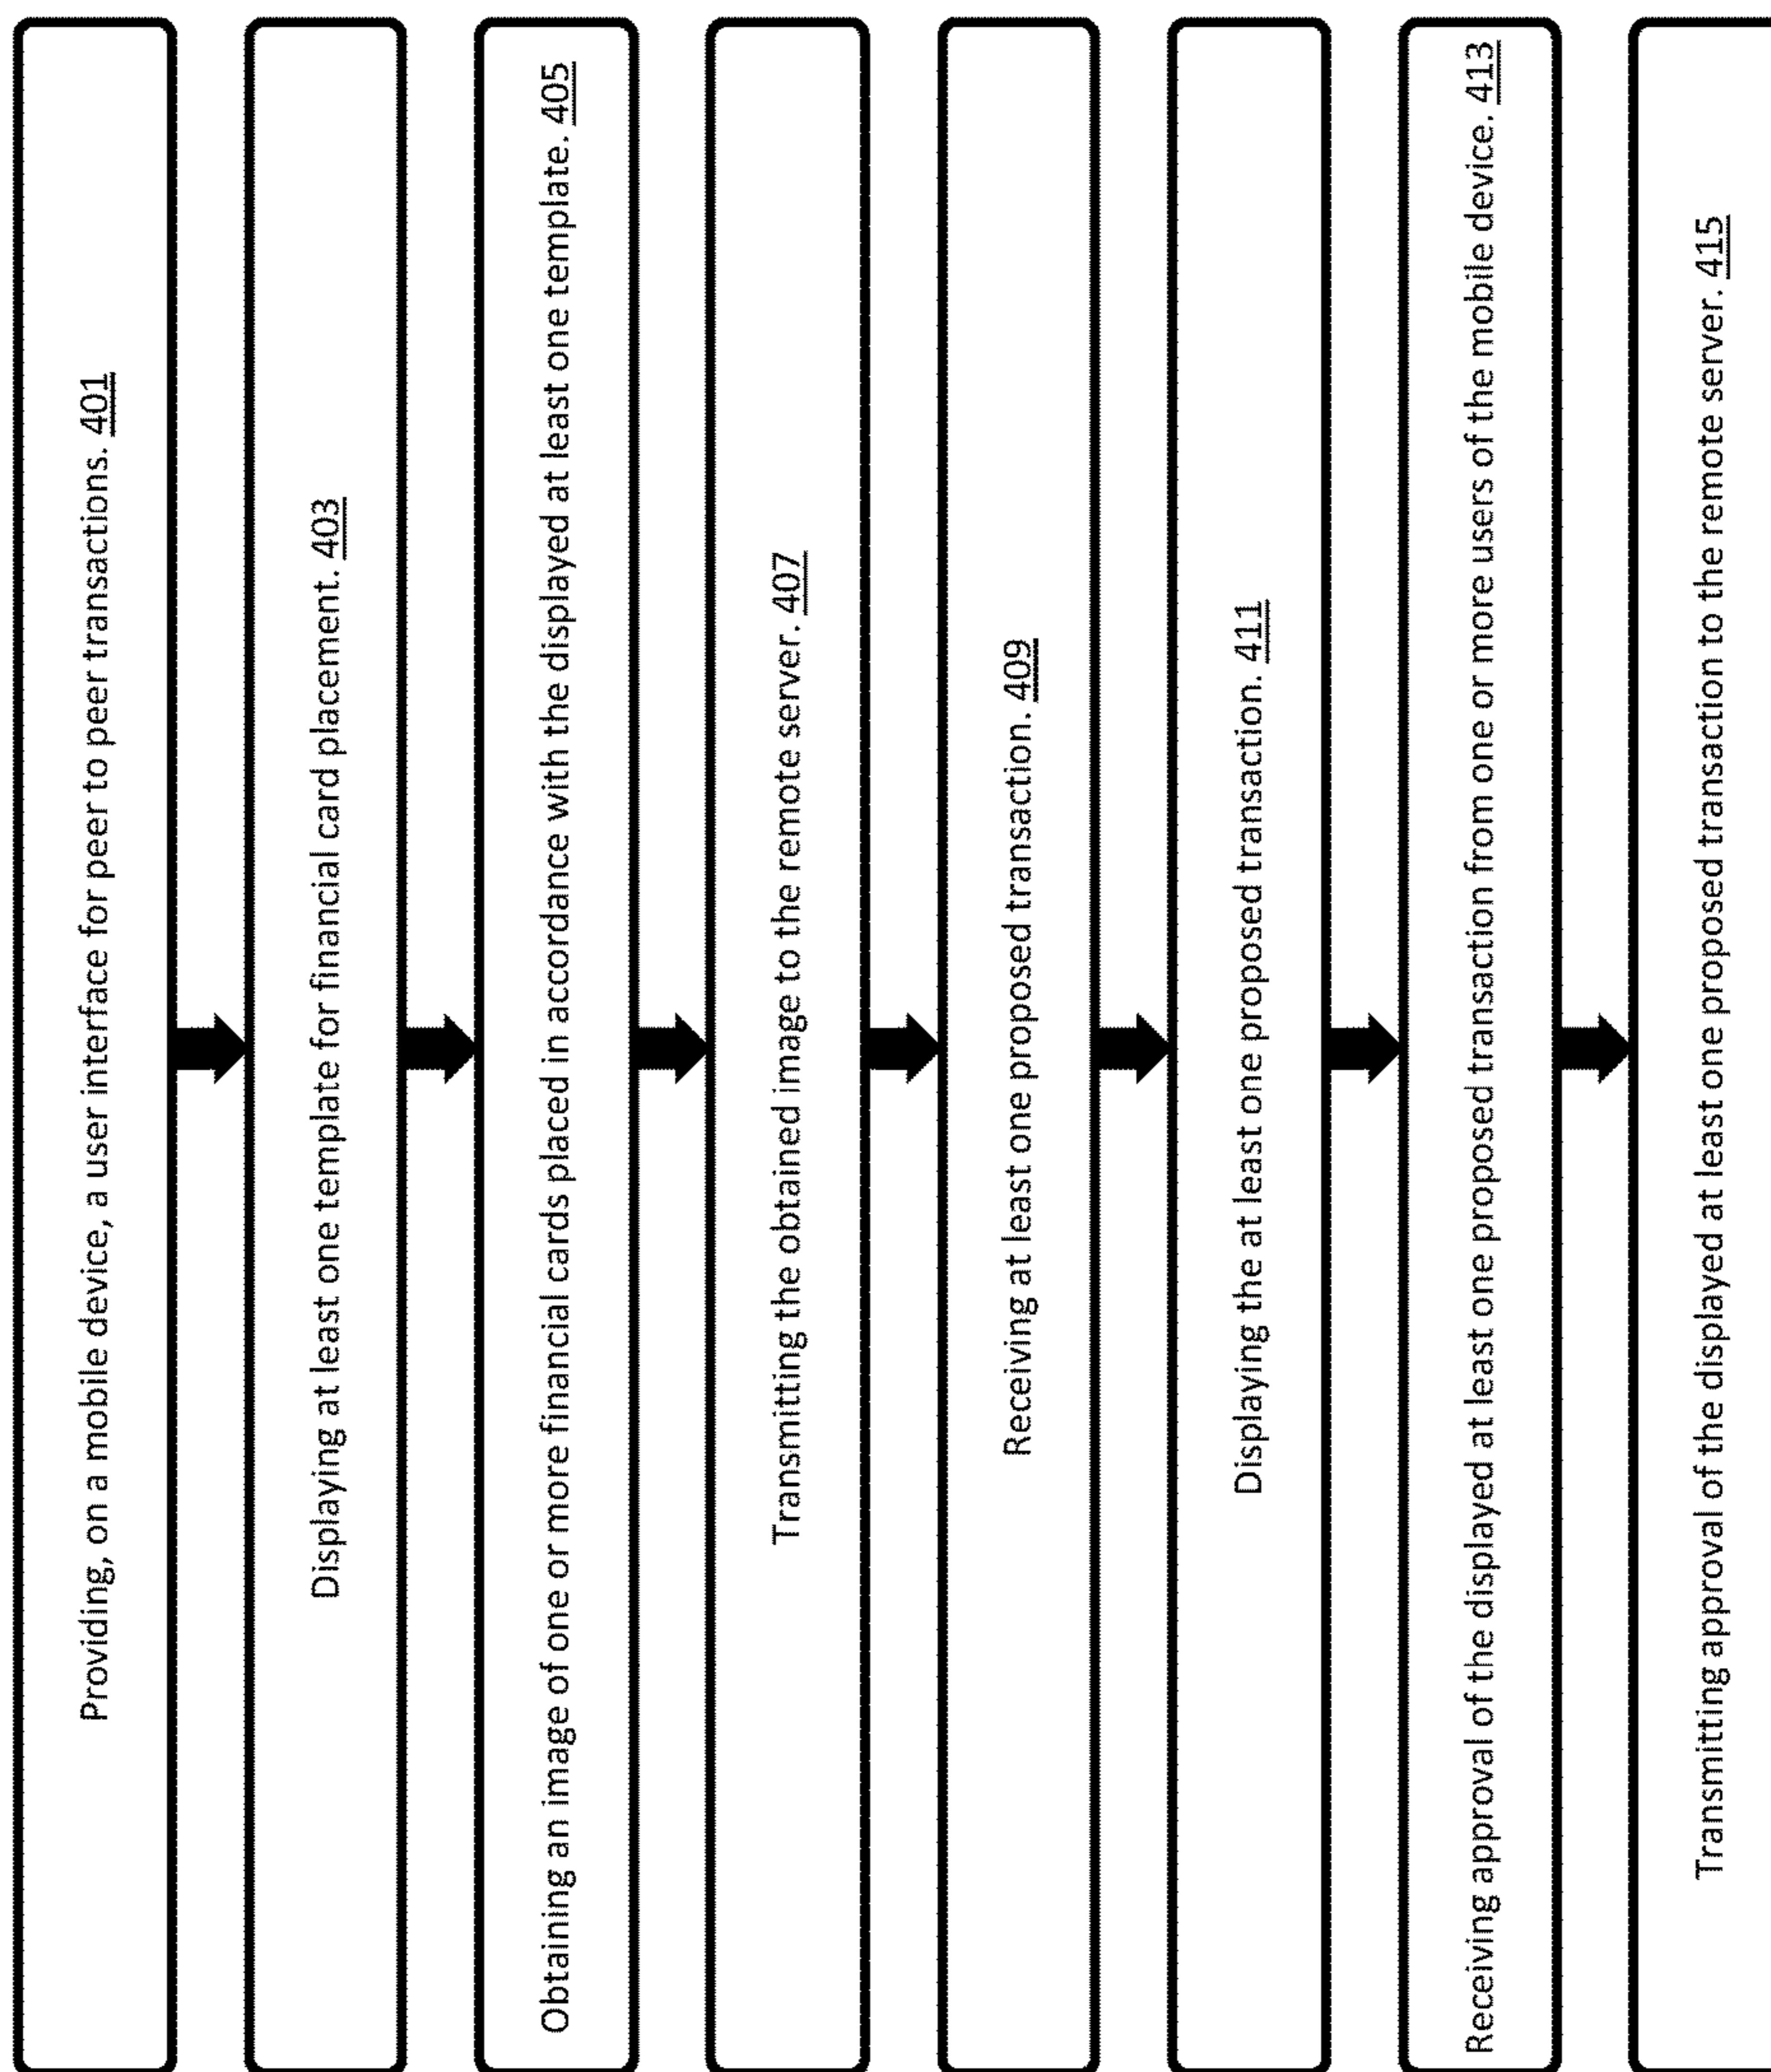 Providing, on a mobile device, a user interface for peer to peer transactions. 401
Displaying at least one template for financial card placement. 403
Obtaining an image of one or more financial cards placed in accordance with the displayed at least one template. 405
Transmitting the obtained image to the remote server. 407
Receiving at least one proposed transaction. 409
Displaying the at least one proposed transaction. 411
Receiving approval of the displayed at least one proposed transaction from one or more users of the mobile device. 413
Transmitting approval of the displayed at least one proposed transaction to the remote server. 415